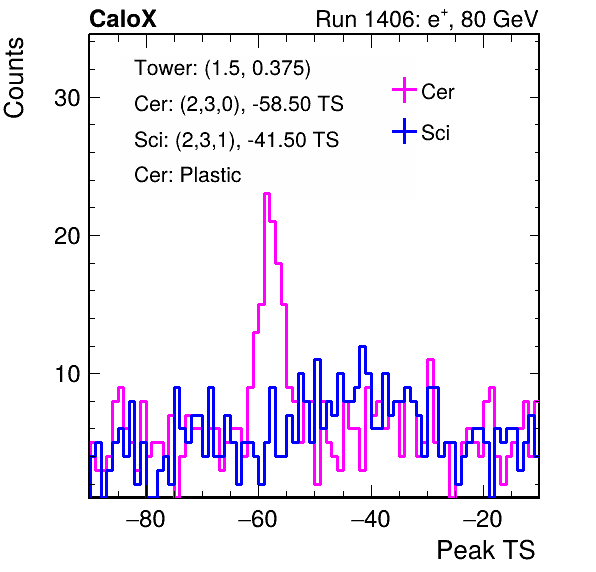 CaloX Run 1406: e⁺, 80 GeV
Counts
Tower: (1.5, 0.375)
Cer: (2,3,0), -58.50 TS
Sci: (2,3,1), -41.50 TS
Cer: Plastic
Cer
Sci
30
20
10
−80 −60 −40 −20
Peak TS